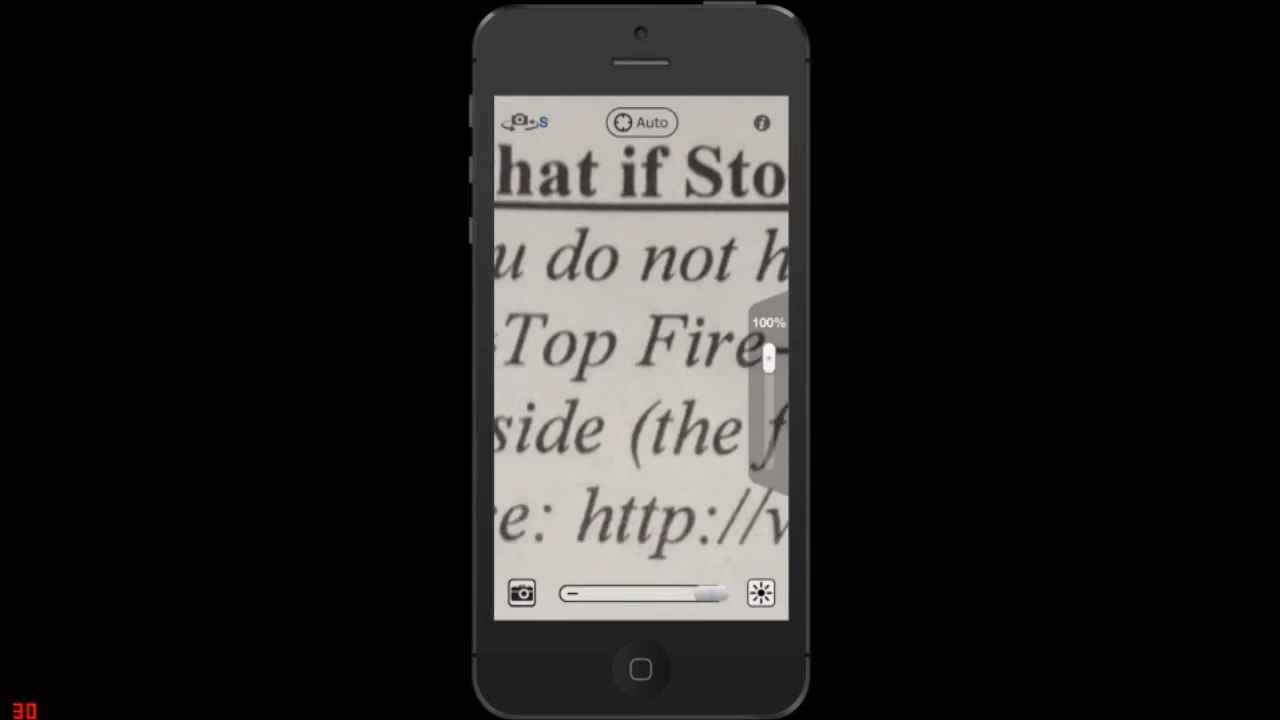 S Auto
hat if Sto
u do not h
100%
Top Fire-
side (the f
e: http://
30